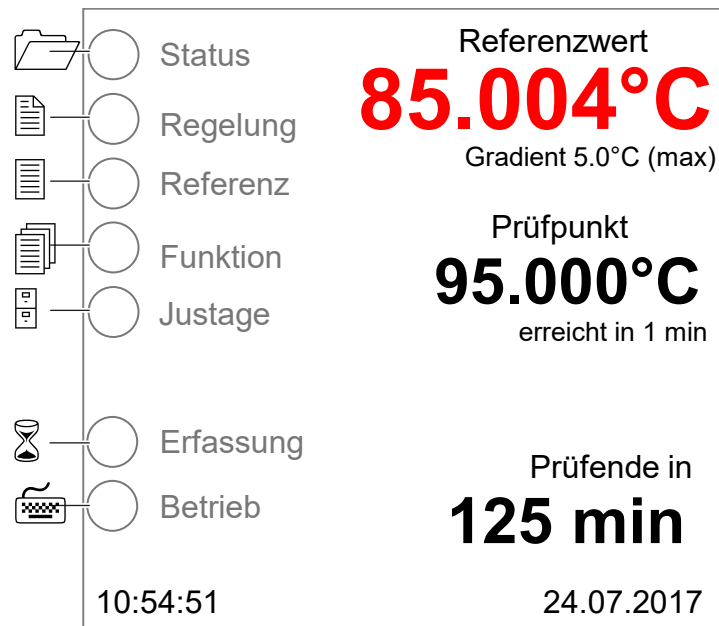 Status
Regelung
Referenz
Funktion
Justage
Erfassung
Betrieb
Referenzwert
85.004°C
Gradient 5.0°C (max)
Prüfpunkt
95.000°C
erreicht in 1 min
Prüfende in
125 min
10:54:51
24.07.2017